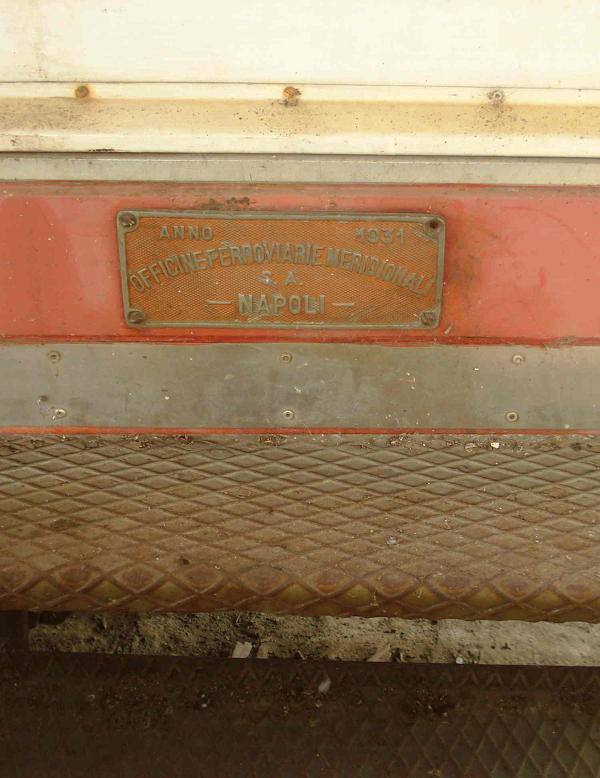 ANNO 1931
OFFICINE FERROVIARIE MERIDIONALI
S. A.
— NAPOLI —